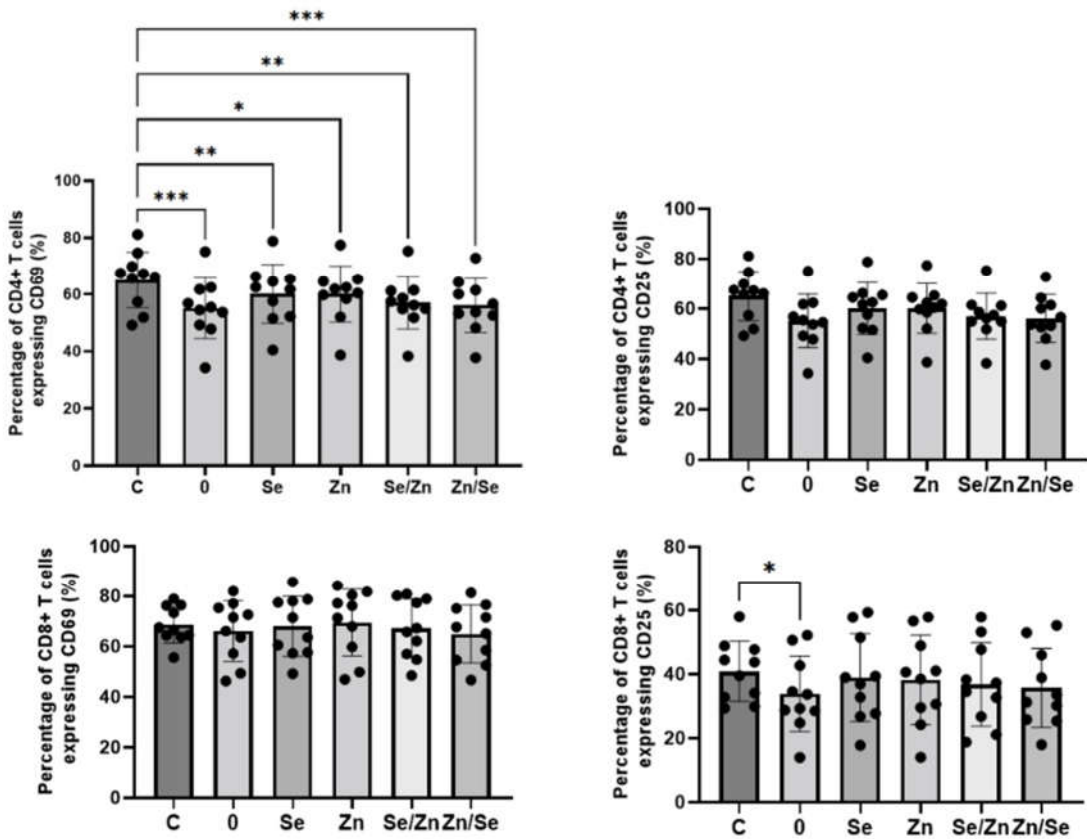 ***
**
*
**
***
Percentage of CD4+ T cells
expressing CD69 (%)
100
80
60
40
20
0
C 0 Se Zn Se/Zn Zn/Se
Percentage of CD4+ T cells
expressing CD25 (%)
100
80
60
40
20
0
C 0 Se Zn Se/Zn Zn/Se
Percentage of CD8+ T cells
expressing CD69 (%)
100
80
60
40
20
0
C 0 Se Zn Se/Zn Zn/Se
*
Percentage of CD8+ T cells
expressing CD25 (%)
80
60
40
20
0
C 0 Se Zn Se/Zn Zn/Se